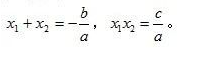 x₁ + x₂ = -b/a， x₁x₂ = c/a 。